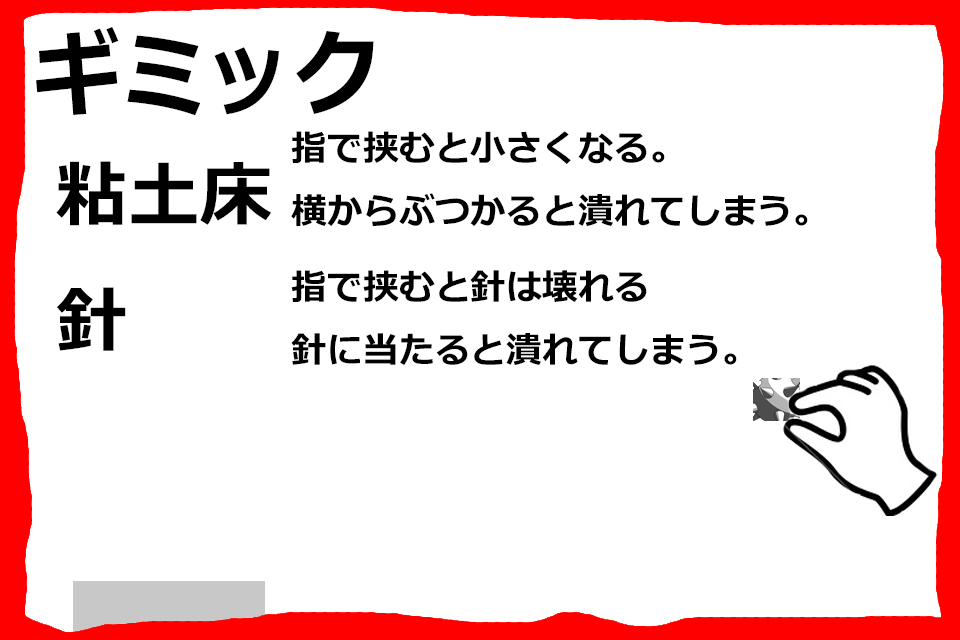 ギミック
粘土床
指で挟むと小さくなる。
横からぶつかると潰れてしまう。
針
指で挟むと針は壊れる
針に当たると潰れてしまう。